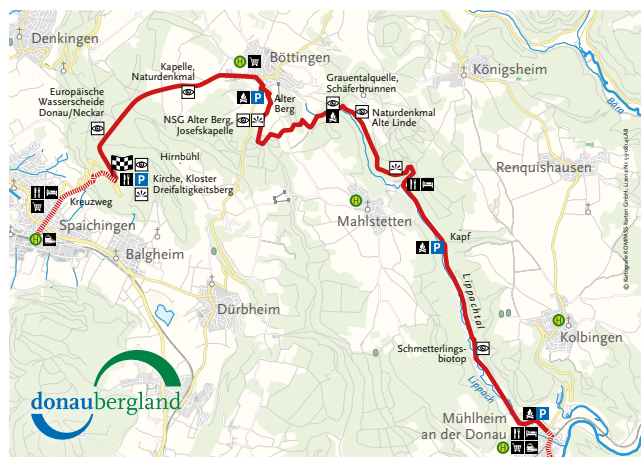 Denkingen
Kapelle,
Naturdenkmal
H
Böttingen
Grauentalquelle,
Schäferbrunnen
Königsheim
Bära
Europäische
Wasserscheide
Donau/Neckar
P
Alter
Berg
NSG Alter Berg,
Josefskapelle
Naturdenkmal
Alte Linde
Hirnbühl
P
Kirche, Kloster
Dreifaltigkeitsberg
Renquishausen
Kreuzweg
H
Mahlstetten
Spaichingen
H
Balgheim
P
Kapf
Dürbheim
Lippachtal
H
Kolbingen
Schmetterlings-
biotop
Lippach
donaubergland
P
Mühlheim
an der Donau
H